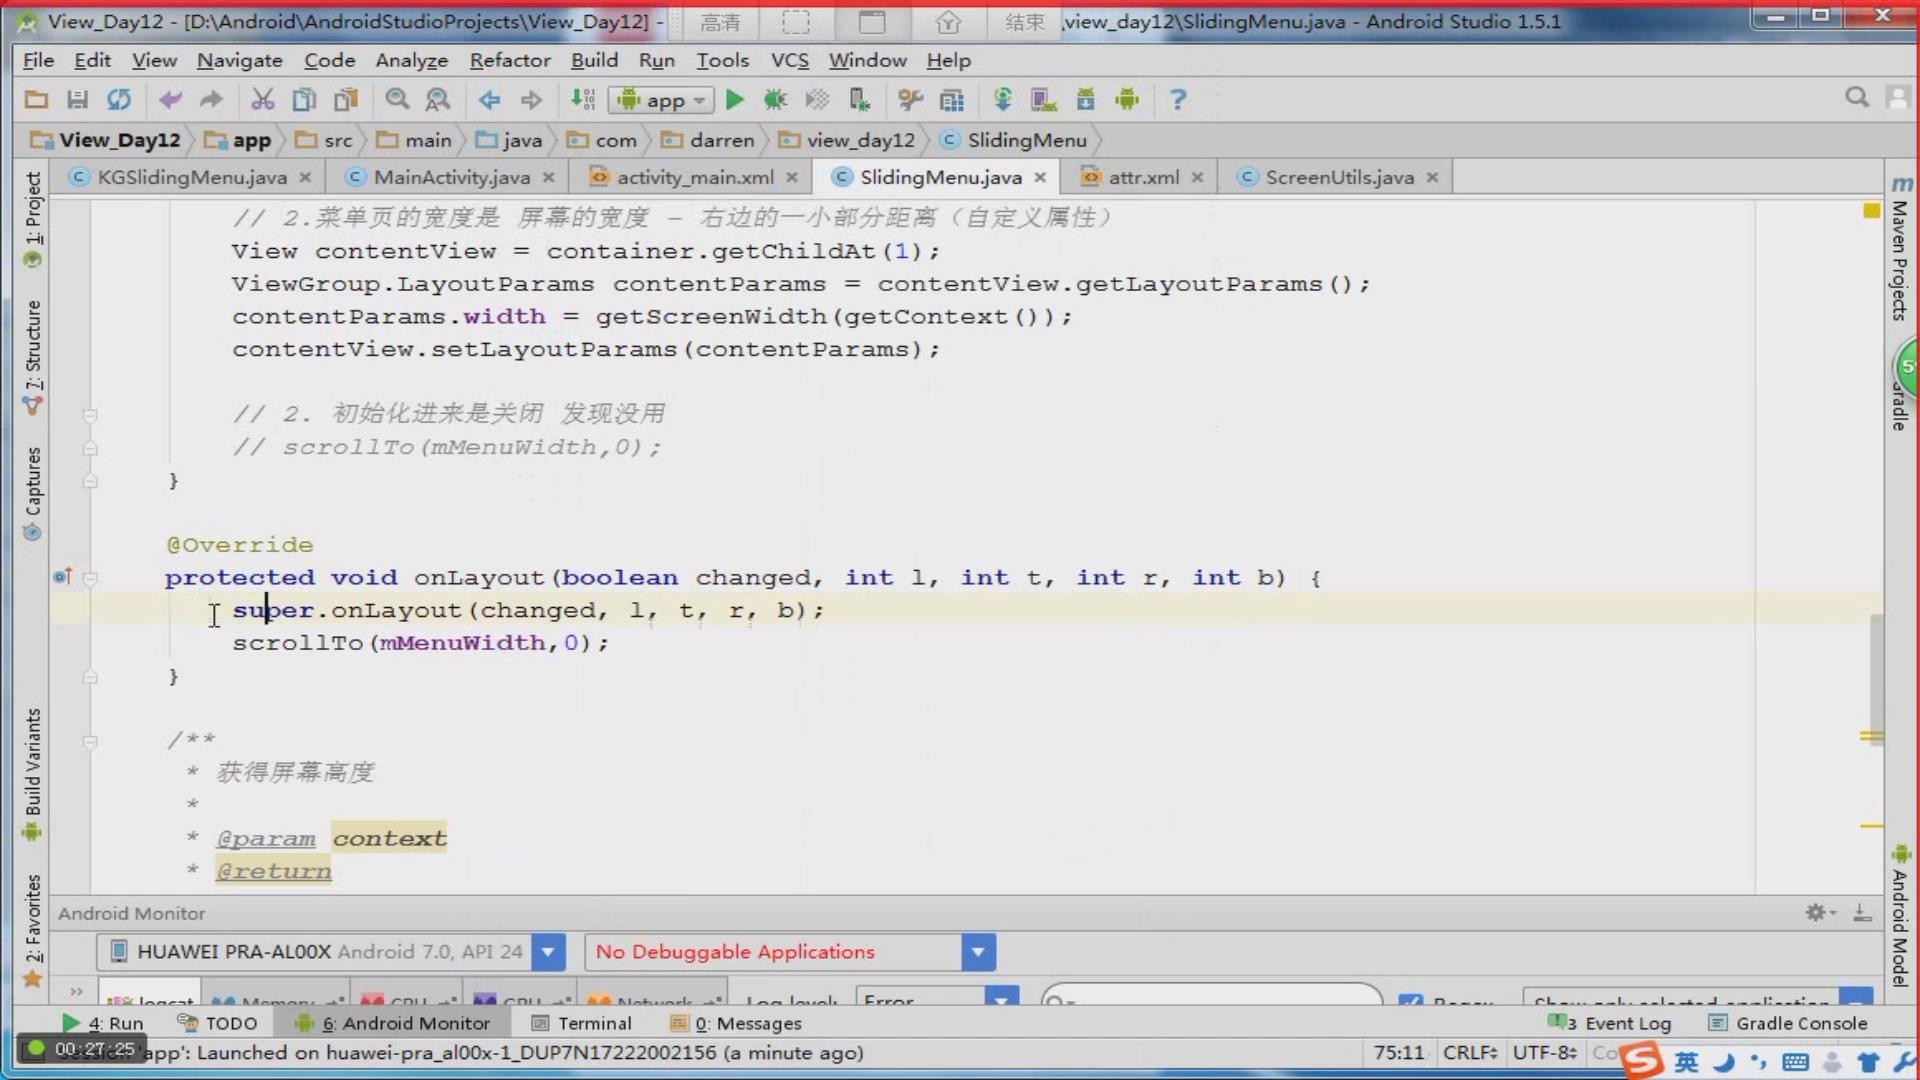 View_Day12 - [D:\Android\AndroidStudioProjects\View_Day12] - 高清 结束 \view_day12\SlidingMenu.java - Android Studio 1.5.1
File Edit View Navigate Code Analyze Refactor Build Run Tools VCS Window Help
app
View_Day12 app src main java com darren view_day12 SlidingMenu
KGSlidingMenu.java MainActivity.java activity_main.xml SlidingMenu.java attr.xml ScreenUtils.java
// 2.菜单页的宽度是 屏幕的宽度 - 右边的一小部分距离（自定义属性）
View contentView = container.getChildAt(1);
ViewGroup.LayoutParams contentParams = contentView.getLayoutParams();
contentParams.width = getScreenWidth(getContext());
contentView.setLayoutParams(contentParams);
// 2. 初始化进来是关闭 发现没用
// scrollTo(mMenuWidth,0);
}
@Override
protected void onLayout(boolean changed, int l, int t, int r, int b) {
super.onLayout(changed, l, t, r, b);
scrollTo(mMenuWidth,0);
}
/**
* 获得屏幕高度
*
* @param context
* @return
1: Project
7: Structure
Captures
Build Variants
2: Favorites
Maven Projects
Android Model
Android Monitor
HUAWEI PRA-AL00X Android 7.0, API 24 No Debuggable Applications
logcat Memory CPU GPU Network Log level: Error Regex Show only selected application
4: Run TODO 6: Android Monitor Terminal 0: Messages 3 Event Log Gradle Console
00:27:25 'app': Launched on huawei-pra_al00x-1_DUP7N17222002156 (a minute ago) 75:11 CRLF UTF-8 英